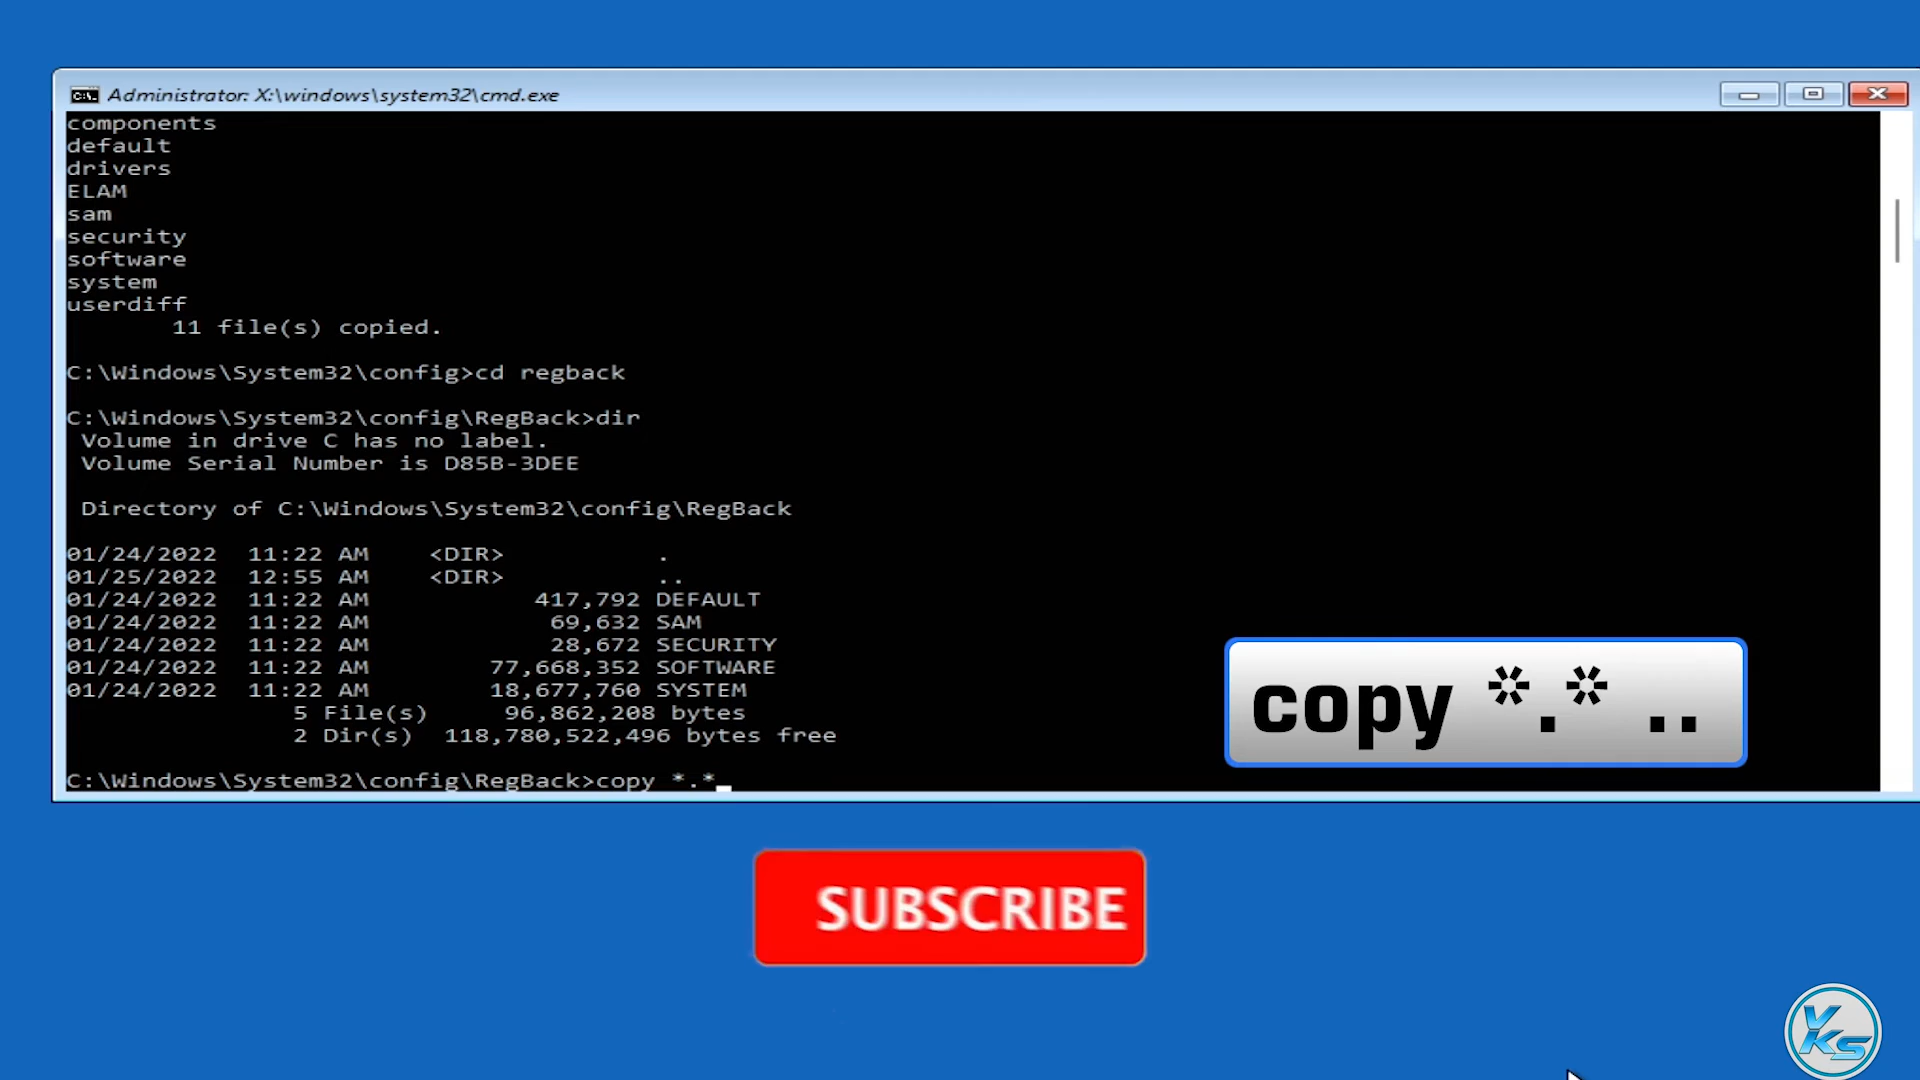 Administrator: X:\windows\system32\cmd.exe
components
default
drivers
ELAM
sam
security
software
system
userdiff
11 file(s) copied.
C:\Windows\System32\config>cd regback
C:\Windows\System32\config\RegBack>dir
Volume in drive C has no label.
Volume Serial Number is D85B-3DEE
Directory of C:\Windows\System32\config\RegBack
01/24/2022 11:22 AM <DIR> .
01/25/2022 12:55 AM <DIR> ..
01/24/2022 11:22 AM 417,792 DEFAULT
01/24/2022 11:22 AM 69,632 SAM
01/24/2022 11:22 AM 28,672 SECURITY
01/24/2022 11:22 AM 77,668,352 SOFTWARE
01/24/2022 11:22 AM 18,677,760 SYSTEM
5 File(s) 96,862,208 bytes
2 Dir(s) 118,780,522,496 bytes free
C:\Windows\System32\config\RegBack>copy *.*
copy *.* ..
SUBSCRIBE
VKS